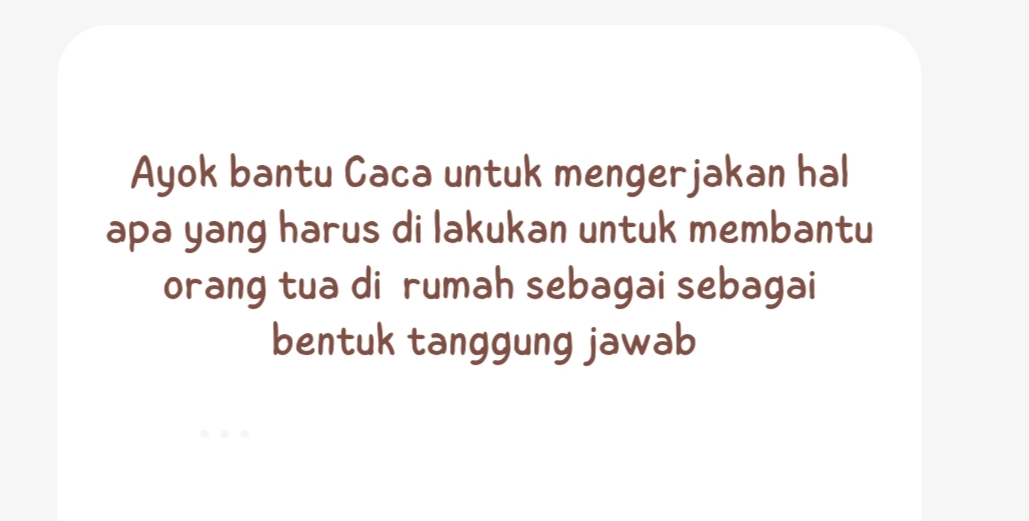 Ayok bantu Caca untuk mengerjakan hal
apa yang harus di lakukan untuk membantu
orang tua di rumah sebagai sebagai
bentuk tanggung jawab
...